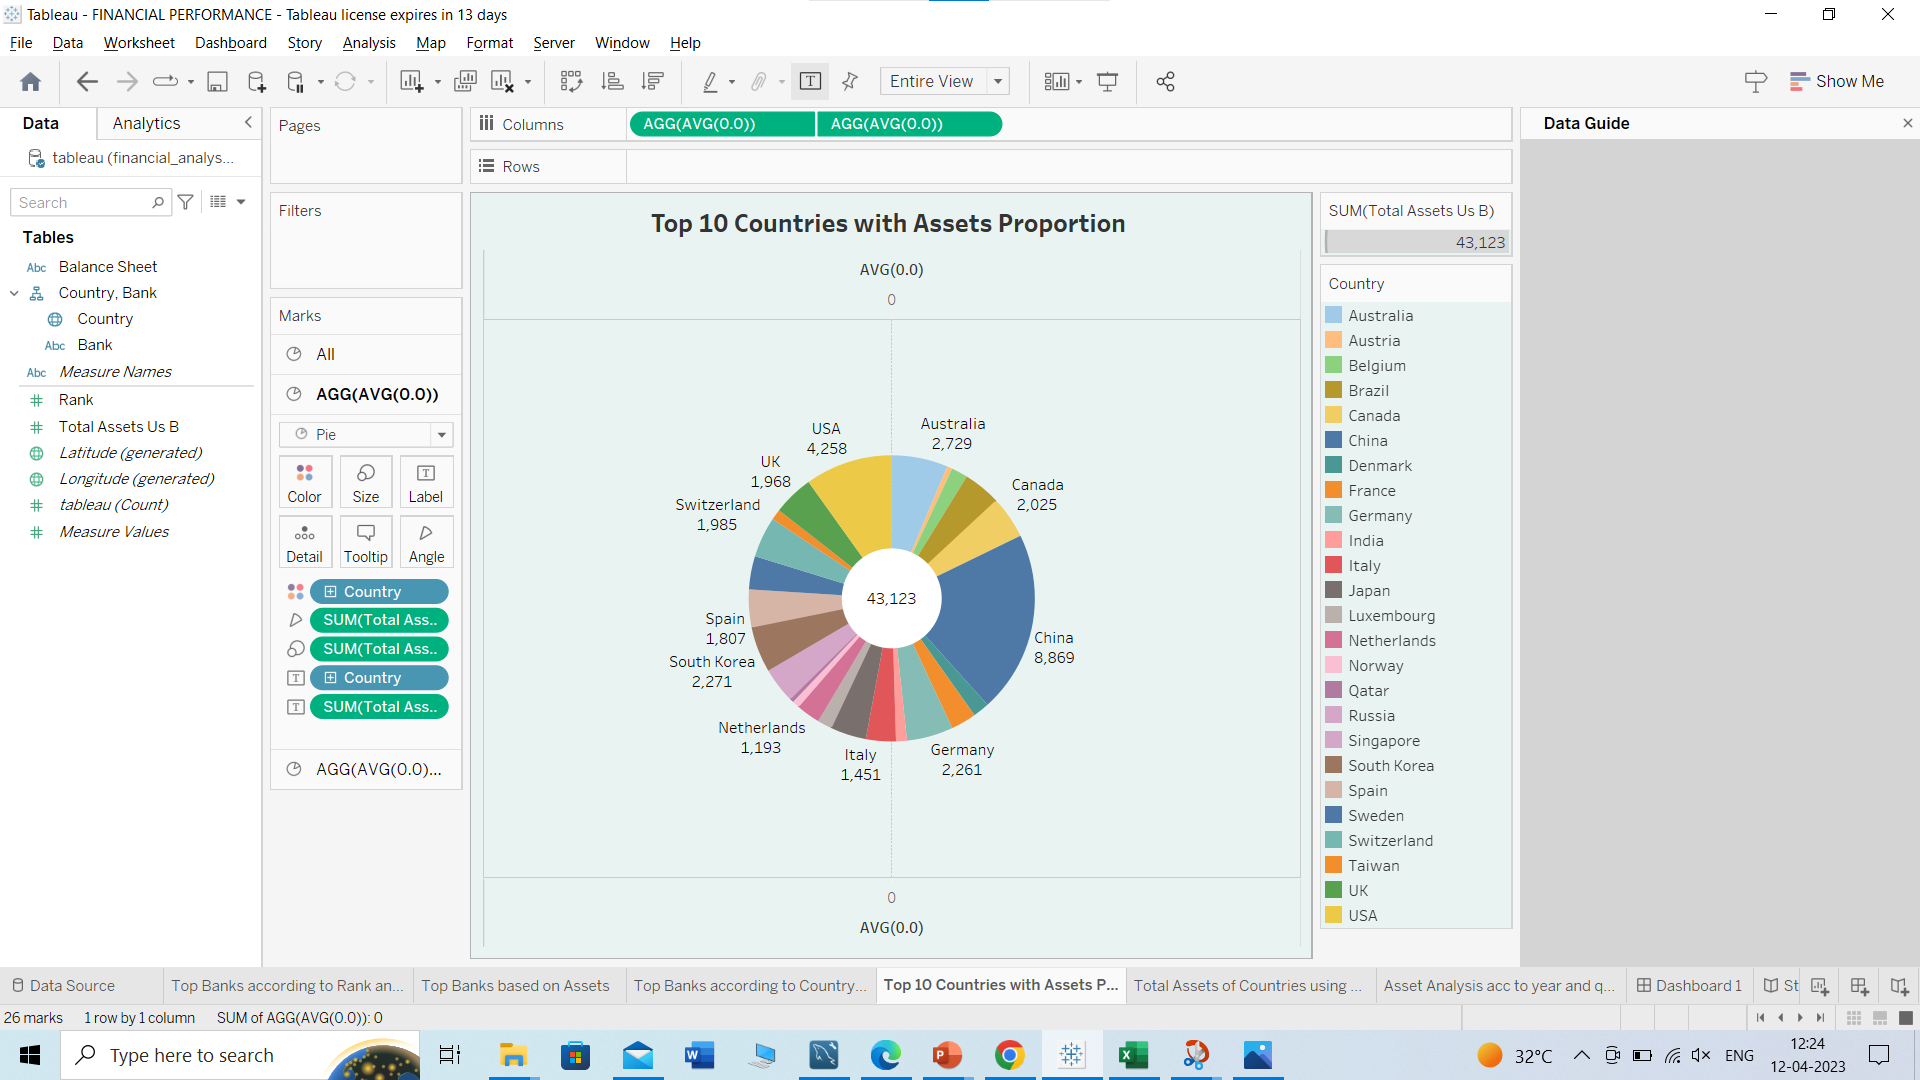 Tableau - FINANCIAL PERFORMANCE - Tableau license expires in 13 days
File Data Worksheet Dashboard Story Analysis Map Format Server Window Help
Entire View
Show Me
Data Analytics
tableau (financial_analys...
Search
Tables
Abc Balance Sheet
Country, Bank
Country
Abc Bank
Abc Measure Names
Rank
Total Assets Us B
Latitude (generated)
Longitude (generated)
tableau (Count)
Measure Values
Pages
Filters
Marks
All
AGG(AVG(0.0))
Pie
Color Size Label
Detail Tooltip Angle
Country
SUM(Total Ass..
SUM(Total Ass..
Country
SUM(Total Ass..
AGG(AVG(0.0)...
Columns AGG(AVG(0.0)) AGG(AVG(0.0))
Rows
Top 10 Countries with Assets Proportion
AVG(0.0)
0
USA
4,258
Australia
2,729
UK
1,968
Canada
2,025
Switzerland
1,985
43,123
Spain
1,807
China
8,869
South Korea
2,271
Netherlands
1,193
Italy
1,451
Germany
2,261
0
AVG(0.0)
SUM(Total Assets Us B)
43,123
Country
Australia
Austria
Belgium
Brazil
Canada
China
Denmark
France
Germany
India
Italy
Japan
Luxembourg
Netherlands
Norway
Qatar
Russia
Singapore
South Korea
Spain
Sweden
Switzerland
Taiwan
UK
USA
Data Guide
Data Source Top Banks according to Rank an... Top Banks based on Assets Top Banks according to Country... Top 10 Countries with Assets P... Total Assets of Countries using ... Asset Analysis acc to year and q... Dashboard 1 St
26 marks 1 row by 1 column SUM of AGG(AVG(0.0)): 0
Type here to search
32°C ENG
12:24
12-04-2023